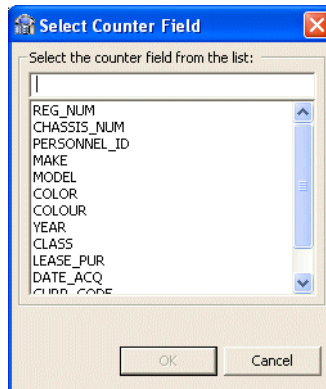 Select Counter Field
Select the counter field from the list:
REG_NUM
CHASSIS_NUM
PERSONNEL_ID
MAKE
MODEL
COLOR
COLOUR
YEAR
CLASS
LEASE_PUR
DATE_ACQ
CURR_CODE
OK
Cancel